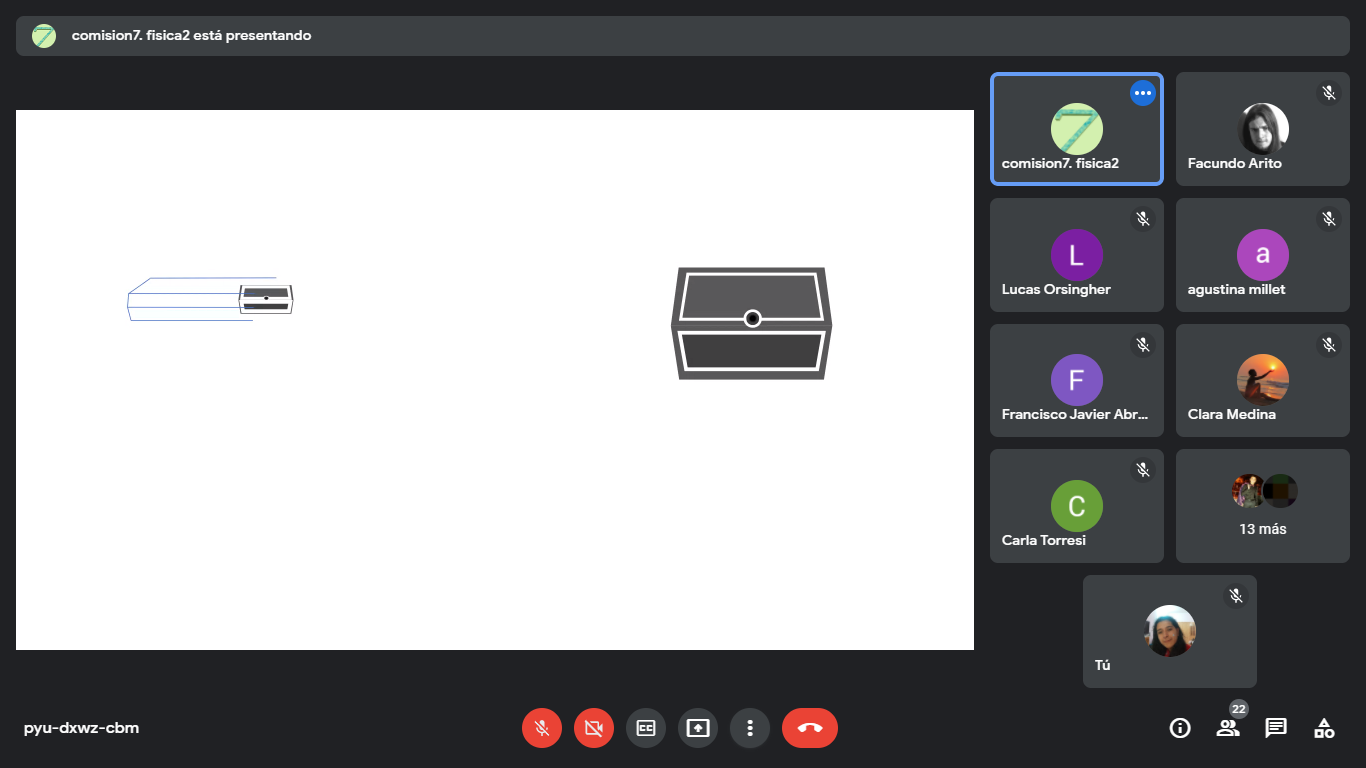 comision7. fisica2 está presentando
comision7. fisica2
Facundo Arito
L
Lucas Orsingher
a
agustina millet
F
Francisco Javier Abr...
Clara Medina
C
Carla Torresi
13 más
Tú
pyu-dxwz-cbm
CC
22